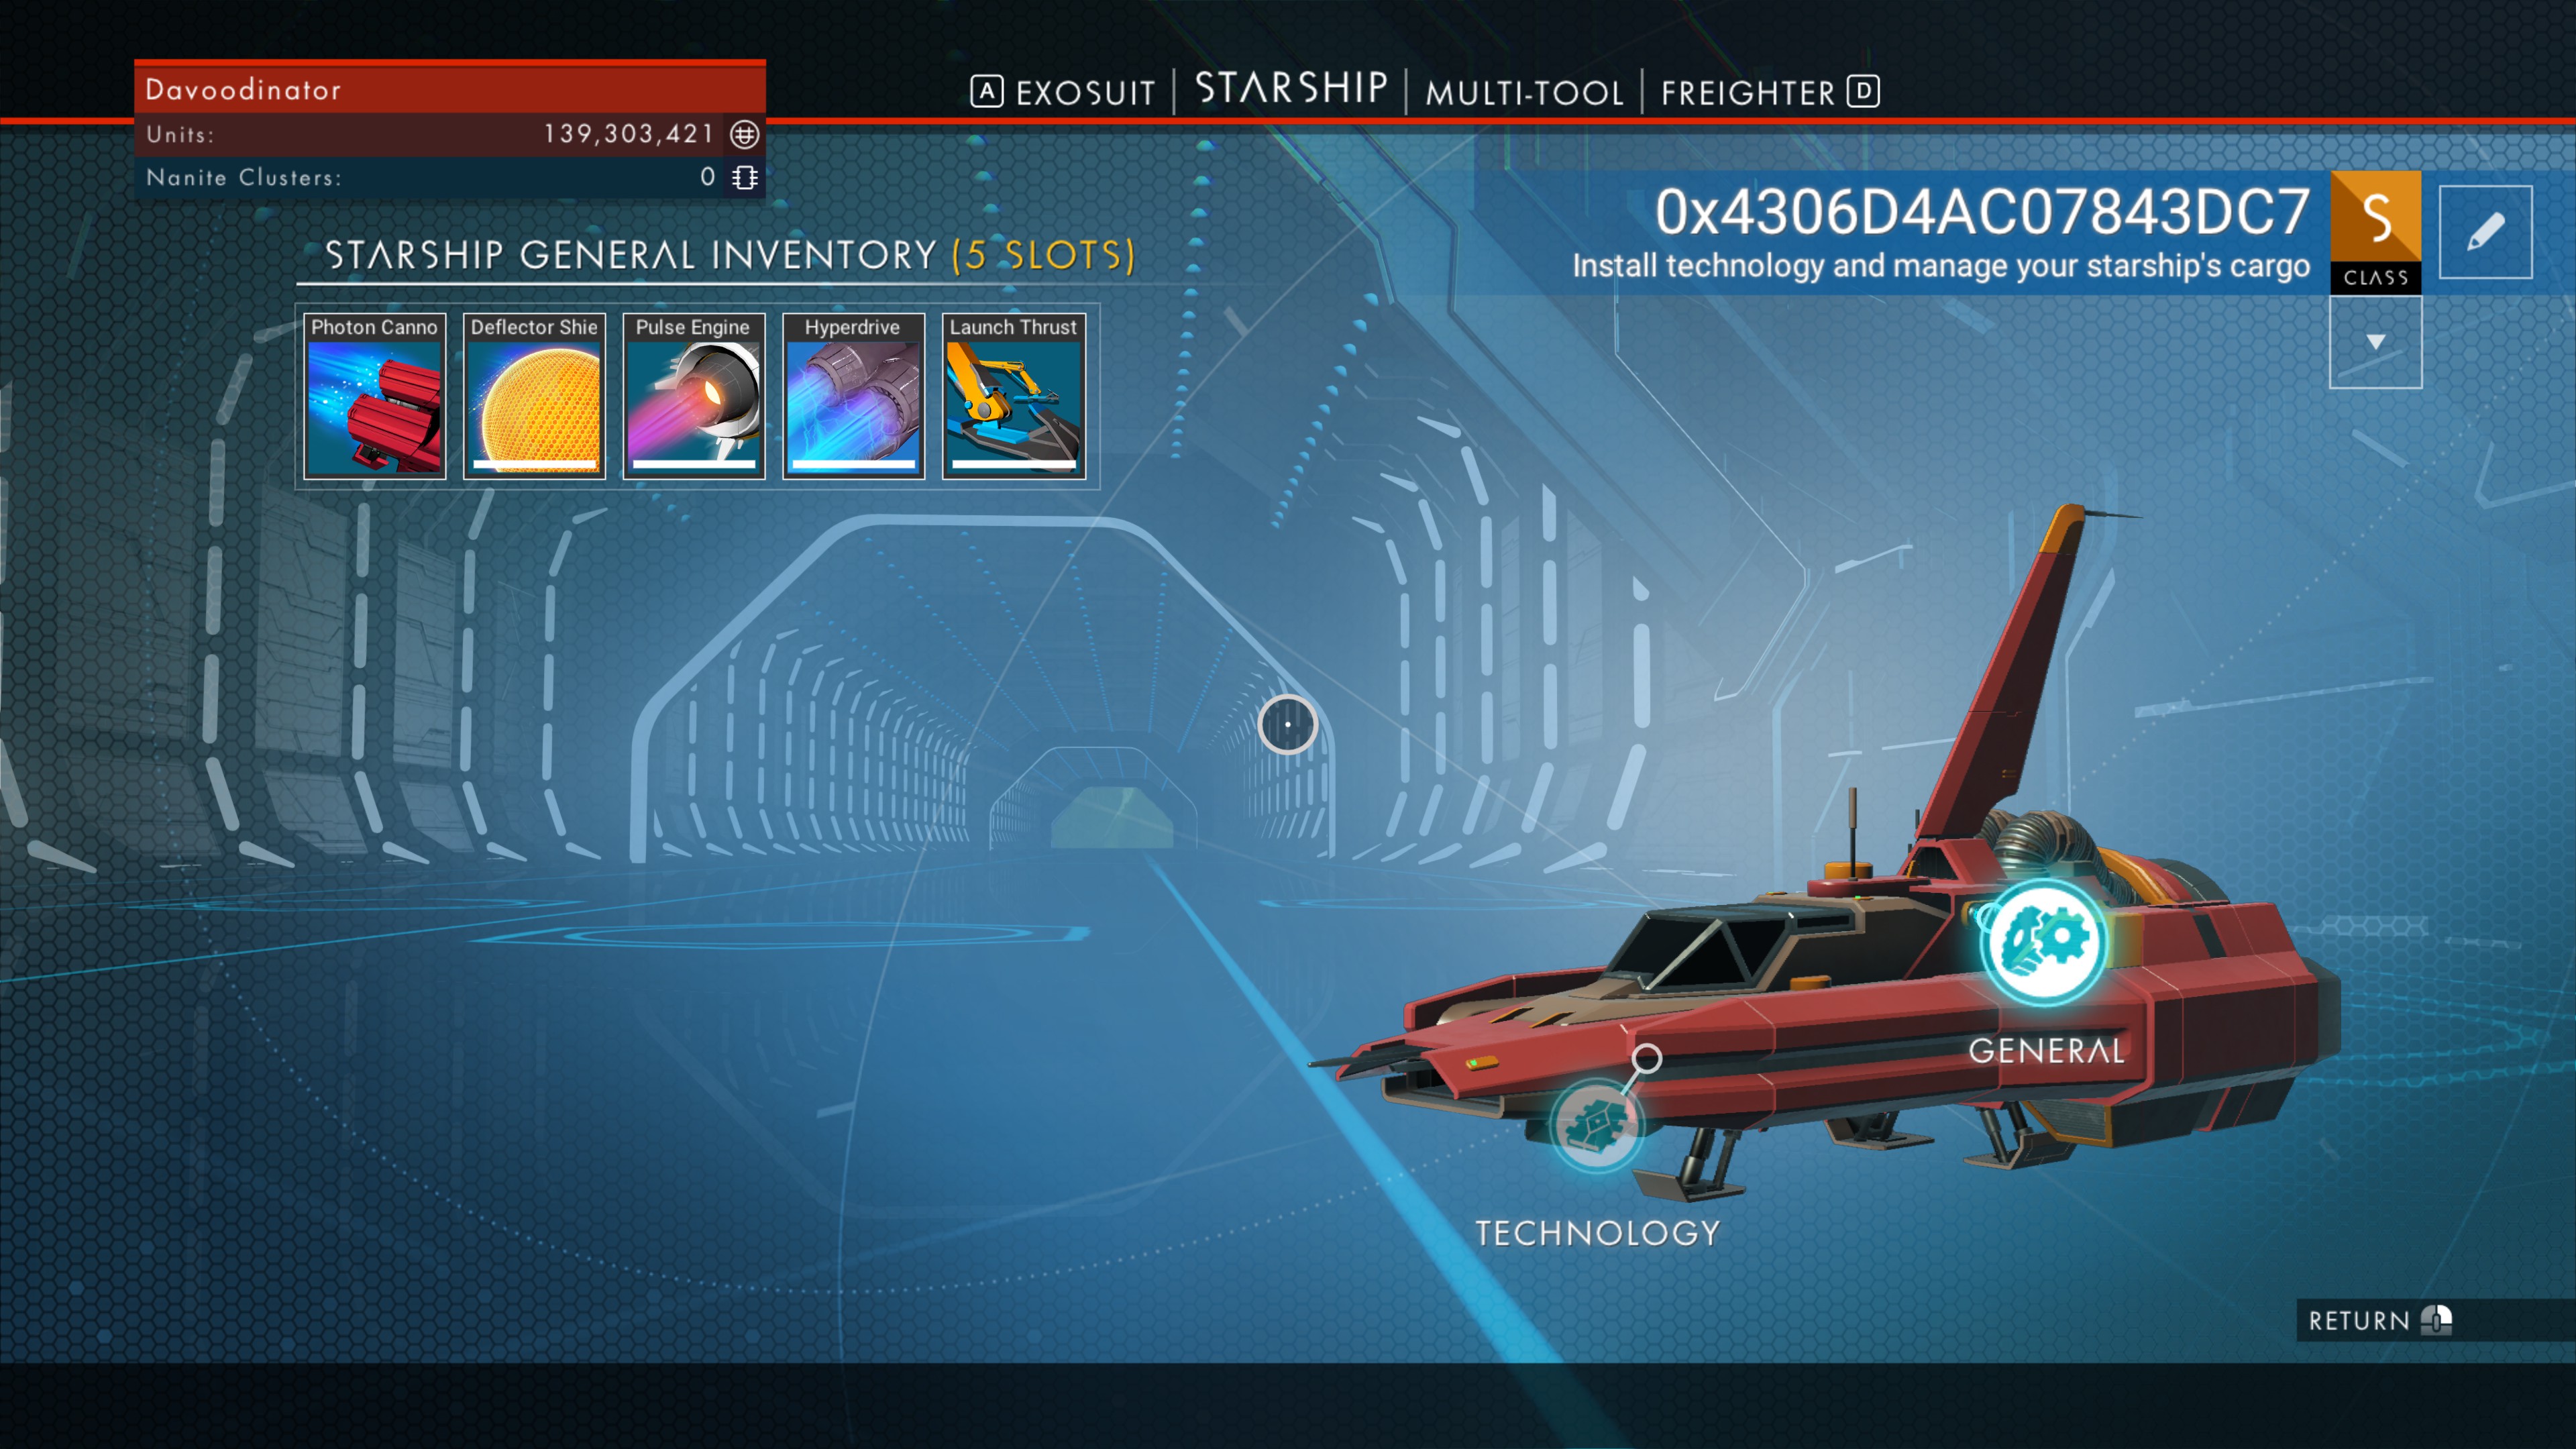 Davoodinator
Units: 139,303,421
Nanite Clusters: 0
A EXOSUIT STARSHIP MULTI-TOOL FREIGHTER D
0x4306D4AC07843DC7
Install technology and manage your starship's cargo
S
CLASS
STARSHIP GENERAL INVENTORY (5 SLOTS)
Photon Canno Deflector Shie Pulse Engine Hyperdrive Launch Thrust
GENERAL
TECHNOLOGY
RETURN